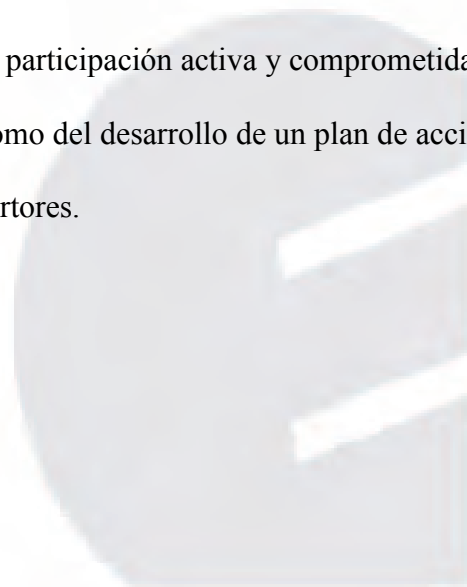 participación activa y comprometida
omo del desarrollo de un plan de acci
rtores.